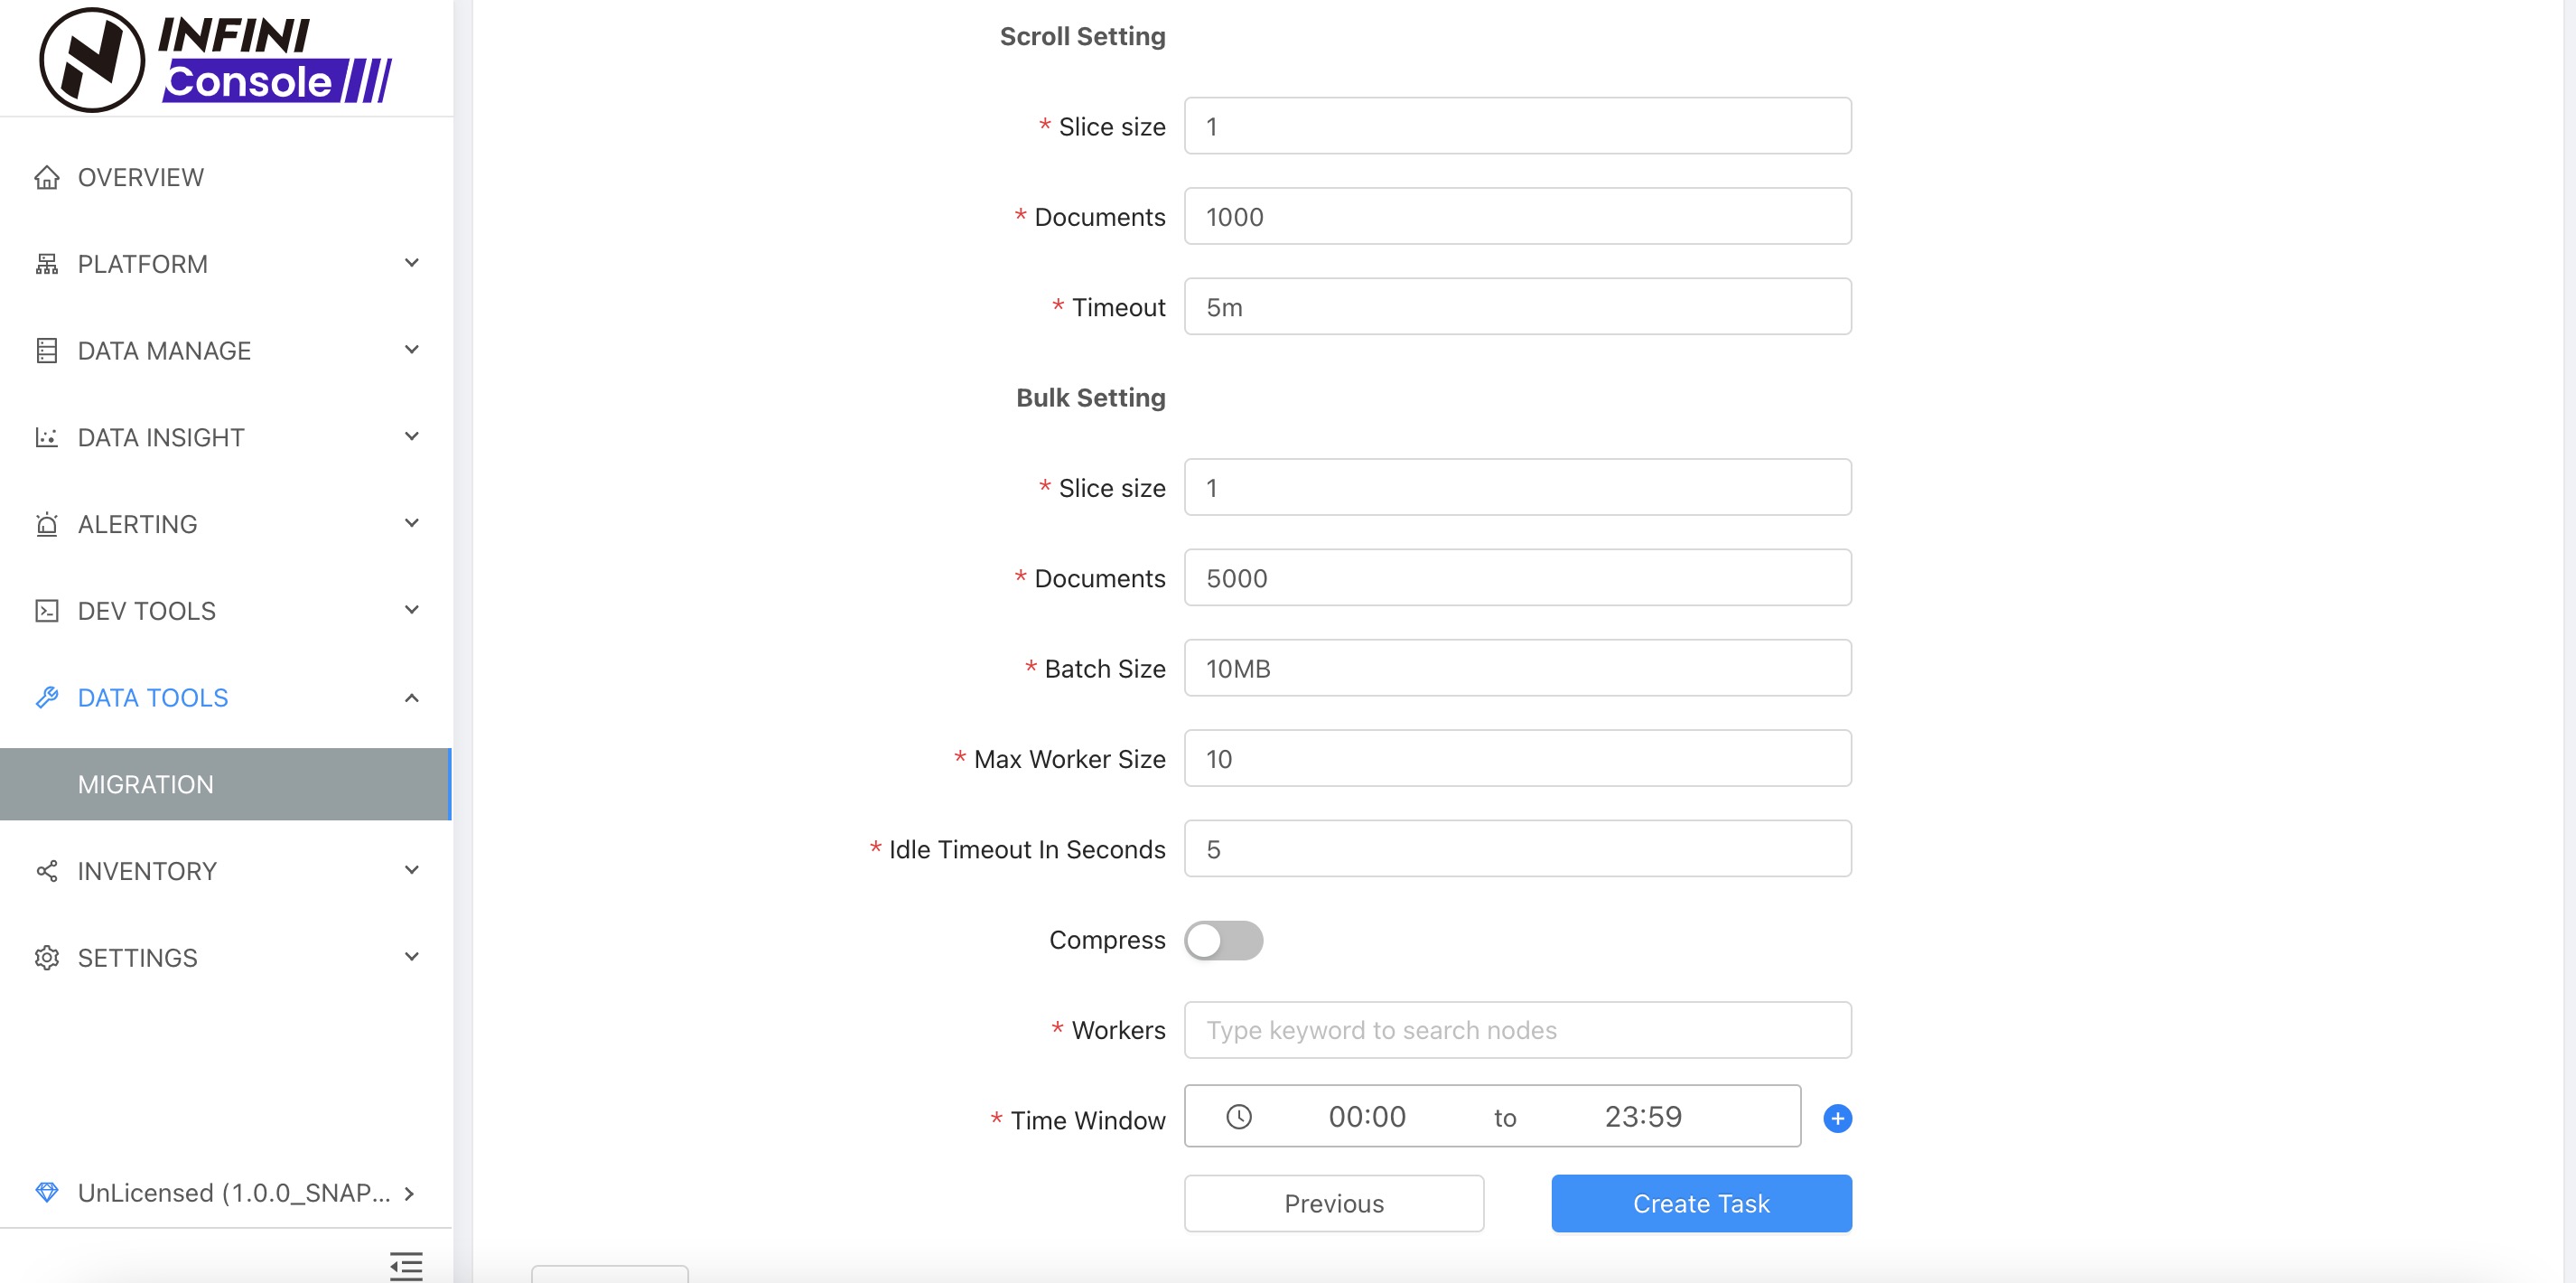 INFINI
Console
OVERVIEW
PLATFORM
DATA MANAGE
DATA INSIGHT
ALERTING
DEV TOOLS
DATA TOOLS
MIGRATION
INVENTORY
SETTINGS
UnLicensed (1.0.0_SNAP...
Scroll Setting
* Slice size 1
* Documents 1000
* Timeout 5m
Bulk Setting
* Slice size 1
* Documents 5000
* Batch Size 10MB
* Max Worker Size 10
* Idle Timeout In Seconds 5
Compress
* Workers Type keyword to search nodes
* Time Window 00:00 to 23:59
Previous Create Task